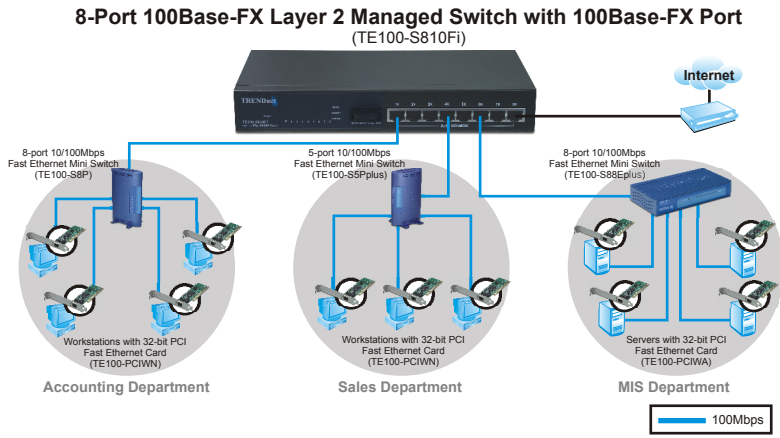 8-Port 100Base-FX Layer 2 Managed Switch with 100Base-FX Port
(TE100-S810Fi)
Internet
TRENDnet
8-port 10/100Mbps
Fast Ethernet Mini Switch
(TE100-S8P)
5-port 10/100Mbps
Fast Ethernet Mini Switch
(TE100-S5Pplus)
8-port 10/100Mbps
Fast Ethernet Mini Switch
(TE100-S88Eplus)
Workstations with 32-bit PCI
Fast Ethernet Card
(TE100-PCIWN)
Workstations with 32-bit PCI
Fast Ethernet Card
(TE100-PCIWN)
Servers with 32-bit PCI
Fast Ethernet Card
(TE100-PCIWA)
Accounting Department
Sales Department
MIS Department
100Mbps